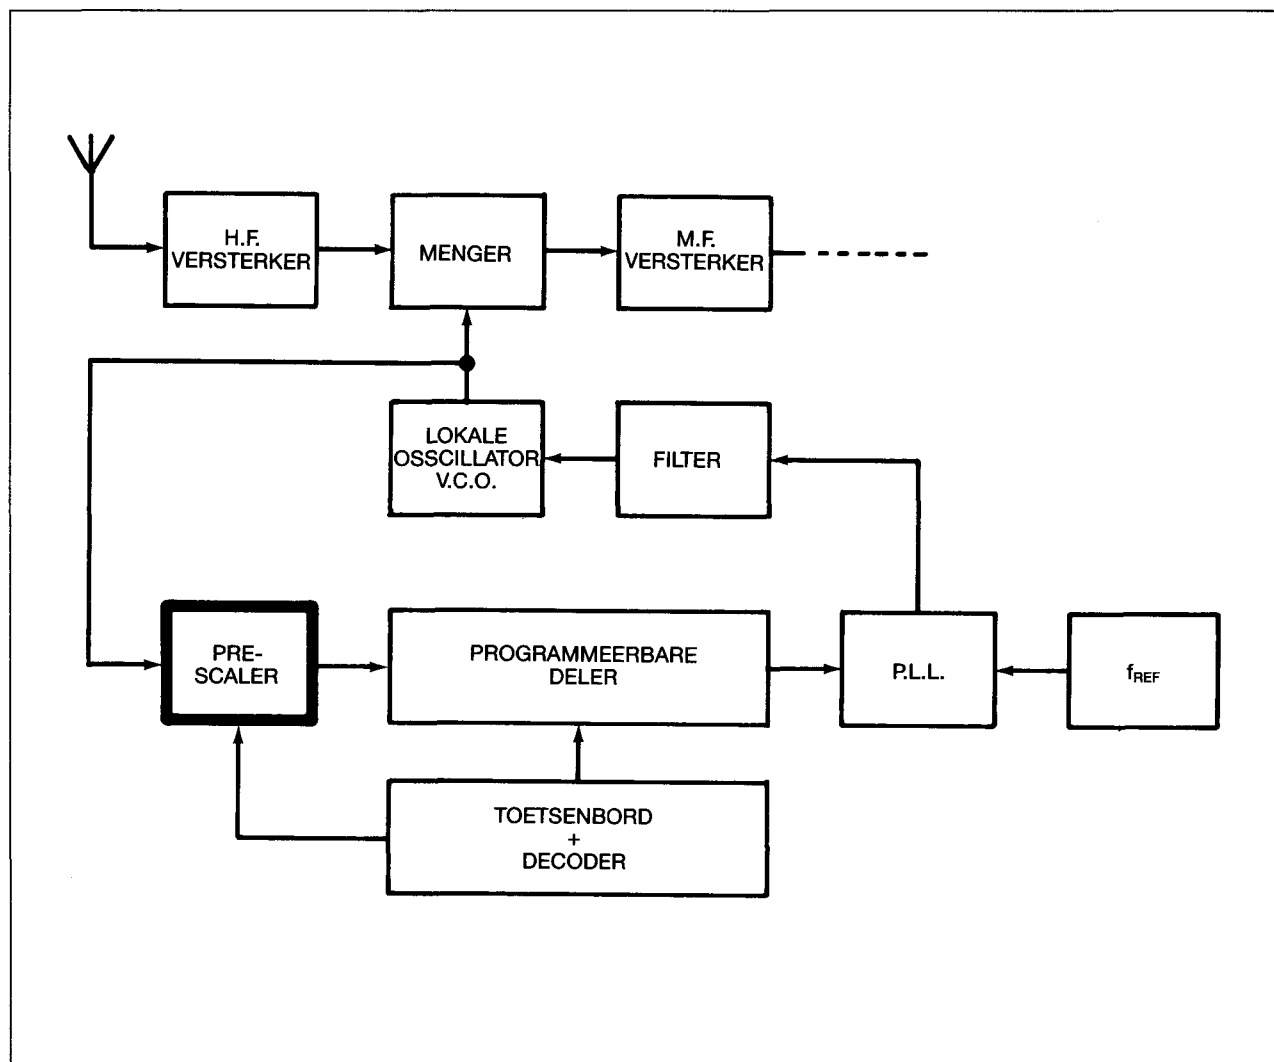 H.F.
VERSTERKER
MENGER
M.F.
VERSTERKER
LOKALE
OSSCILLATOR
V.C.O.
FILTER
PRE-
SCALER
PROGRAMMEERBARE
DELER
P.L.L.
fREF
TOETSENBORD
+
DECODER